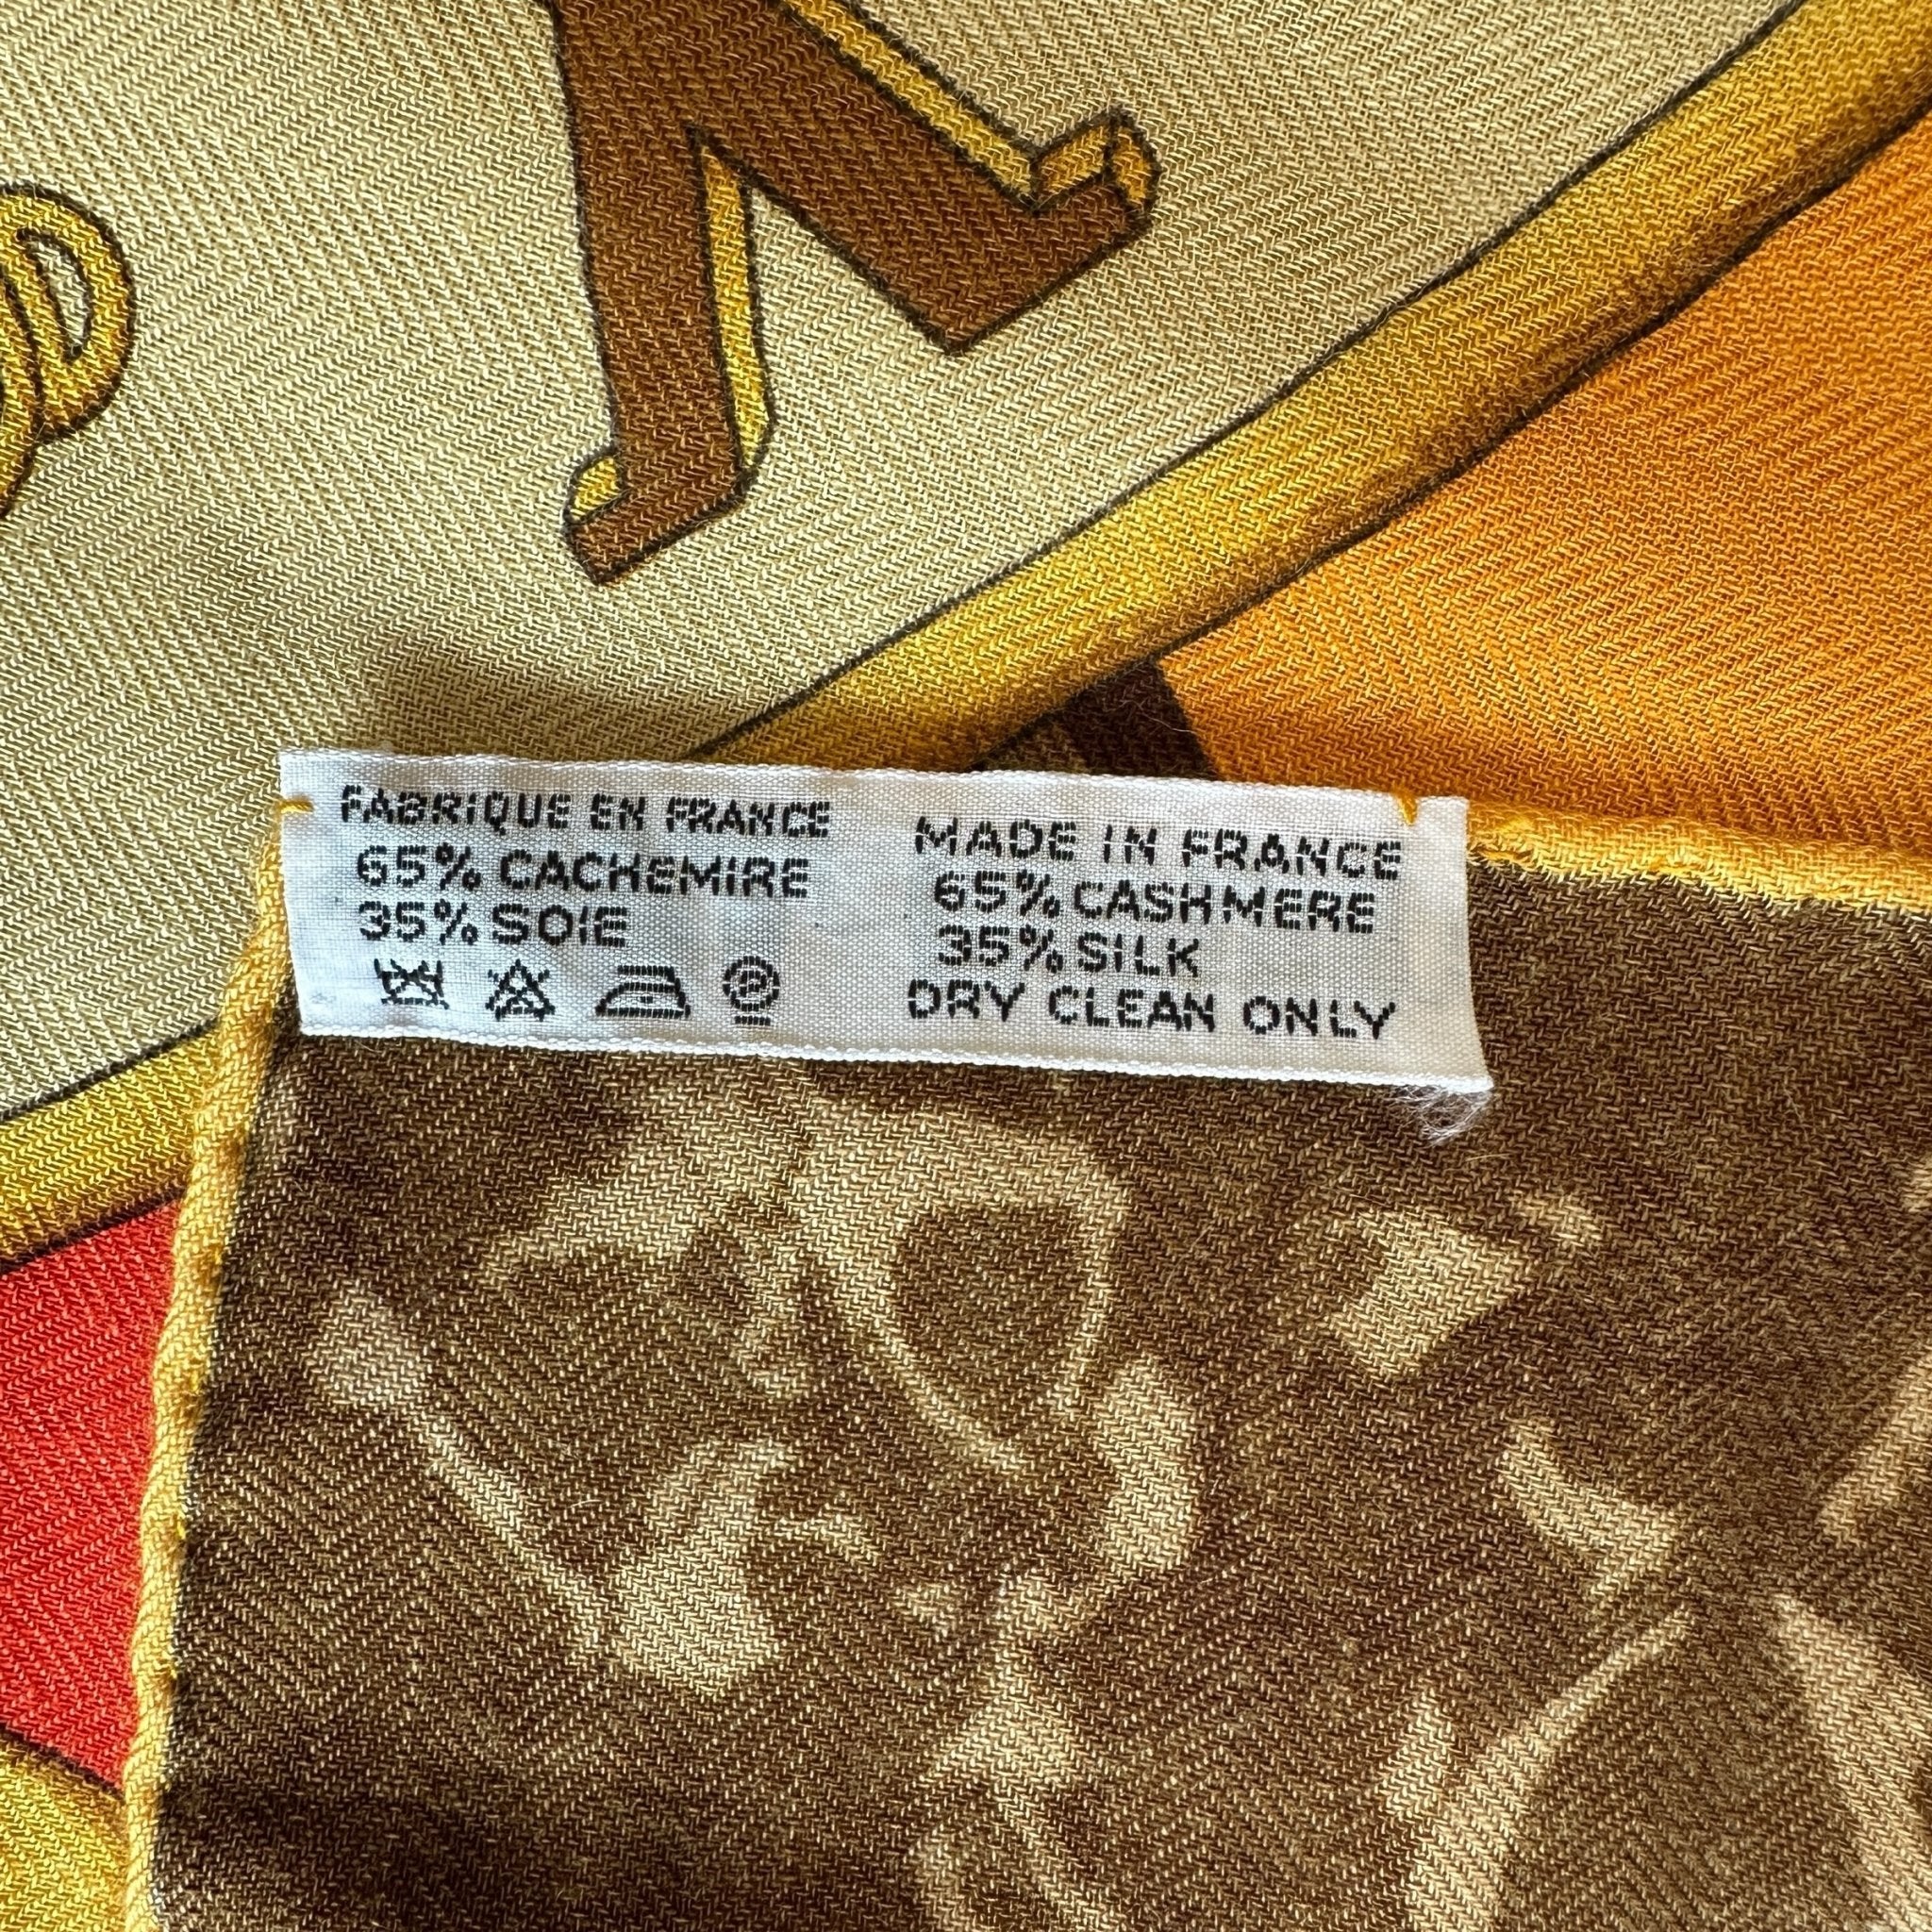 FABRIQUE EN FRANCE
65% CACHEMIRE
35% SOIE
MADE IN FRANCE
65% CASHMERE
35% SILK
DRY CLEAN ONLY
P